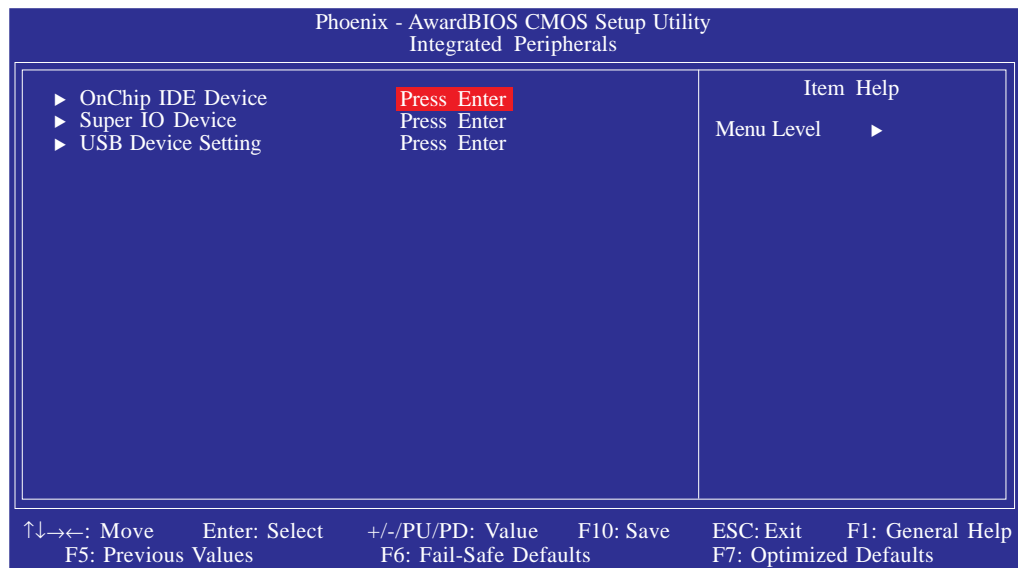 Phoenix - AwardBIOS CMOS Setup Utility
Integrated Peripherals
▶ OnChip IDE Device Press Enter
▶ Super IO Device Press Enter
▶ USB Device Setting Press Enter
Item Help
Menu Level ▶
↑↓→←: Move Enter: Select +/-/PU/PD: Value F10: Save ESC: Exit F1: General Help
F5: Previous Values F6: Fail-Safe Defaults F7: Optimized Defaults